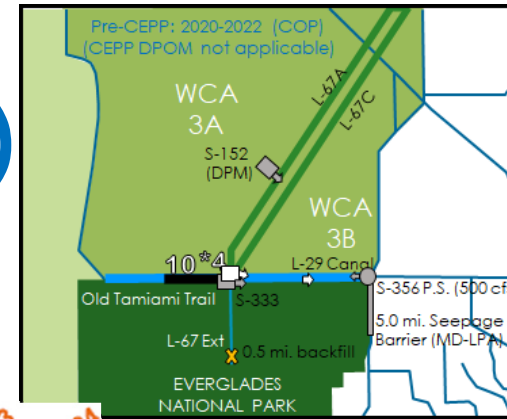 Pre-CEPP: 2020-2022 (COP)
(CEPP DPOM not applicable)
WCA
3A
L-67A
L-67C
S-152
(DPM)
WCA
3B
10*4
L-29 Canal
Old Tamiami Trail
S-333
S-356 P.S. (500 cf
5.0 mi. Seepage
Barrier (MD-LPA)
L-67 Ext
0.5 mi. backfill
EVERGLADES
NATIONAL PARK